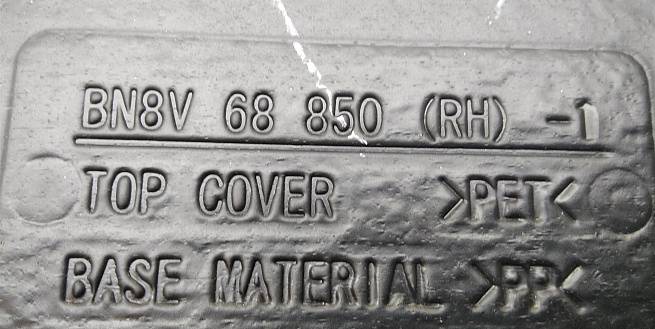 BN8V 68 850 (RH) -1
TOP COVER >PET<
BASE MATERIAL >PP<